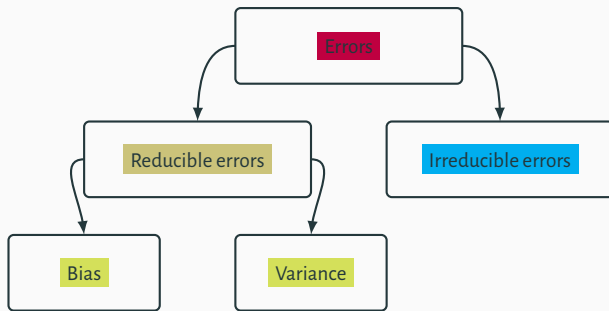 Errors
Reducible errors
Irreducible errors
Bias
Variance